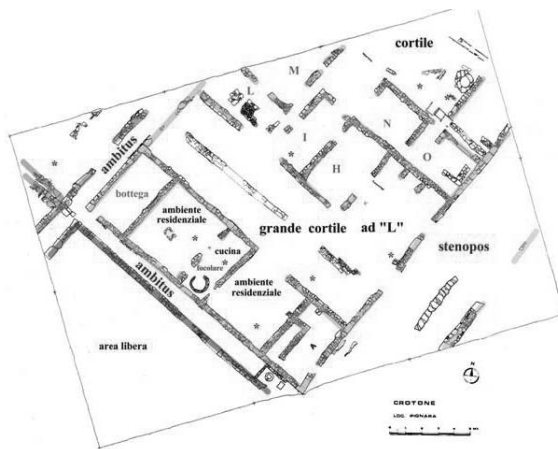 cortile
M
L
ambitus
N
I
O
bottega
H
ambiente
residenziale
grande cortile ad "L"
cucina
stenopos
focolare
ambitus
ambiente
residenziale
area libera
A
N
CROTONE
LOC. PIGNARA